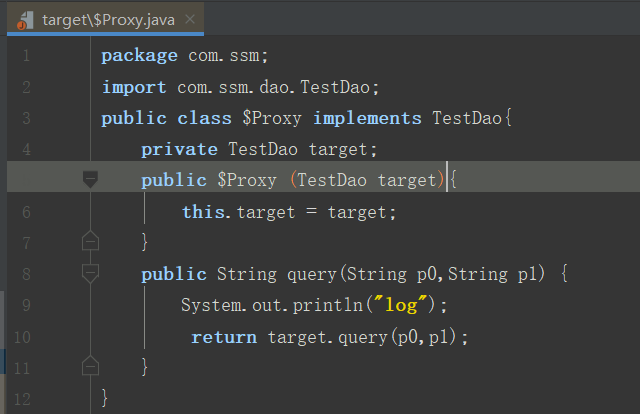 target\$Proxy.java
1 package com.ssm;
2 import com.ssm.dao.TestDao;
3 public class $Proxy implements TestDao{
4 private TestDao target;
public $Proxy (TestDao target){
6 this.target = target;
7 }
8 public String query(String p0,String p1) {
9 System.out.println("log");
10 return target.query(p0,p1);
11 }
12 }